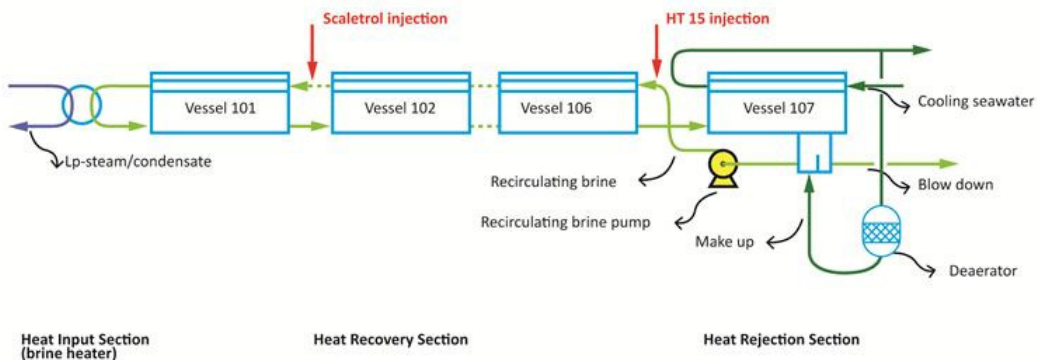 Scaletrol injection
HT 15 injection
Vessel 101
Vessel 102
Vessel 106
Vessel 107
Cooling seawater
Lp-steam/condensate
Recirculating brine
Blow down
Recirculating brine pump
Make up
Deaerator
Heat Input Section
(brine heater)
Heat Recovery Section
Heat Rejection Section